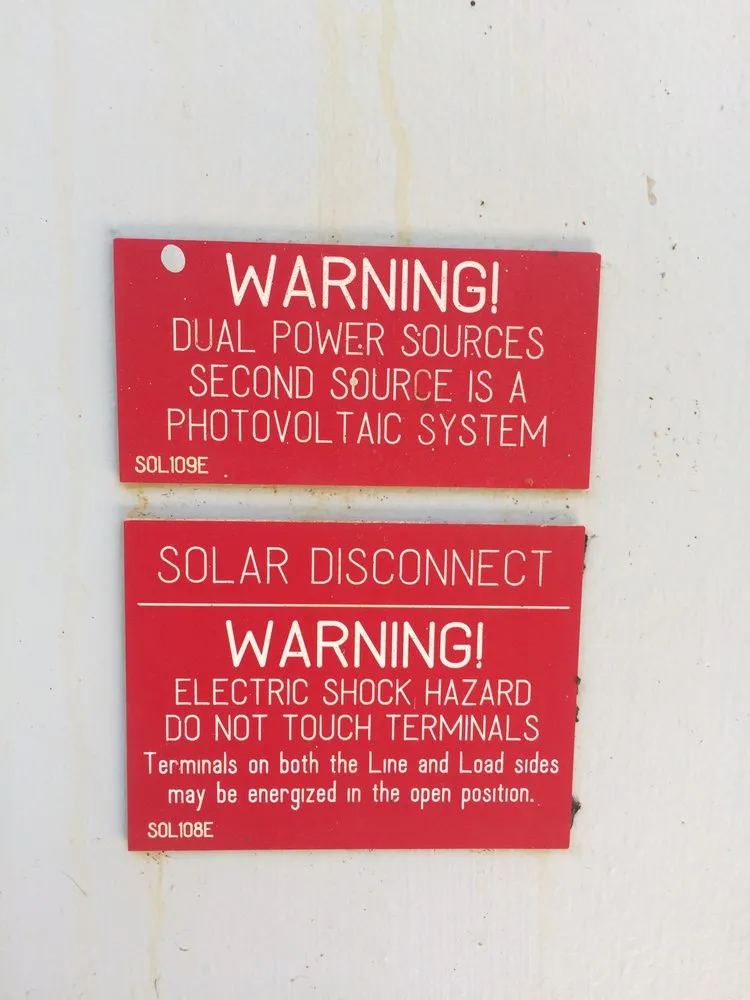 WARNING!
DUAL POWER SOURCES
SECOND SOURCE IS A
PHOTOVOLTAIC SYSTEM
SOL109E
SOLAR DISCONNECT
WARNING!
ELECTRIC SHOCK HAZARD
DO NOT TOUCH TERMINALS
Terminals on both the Line and Load sides
may be energized in the open position.
SOL108E